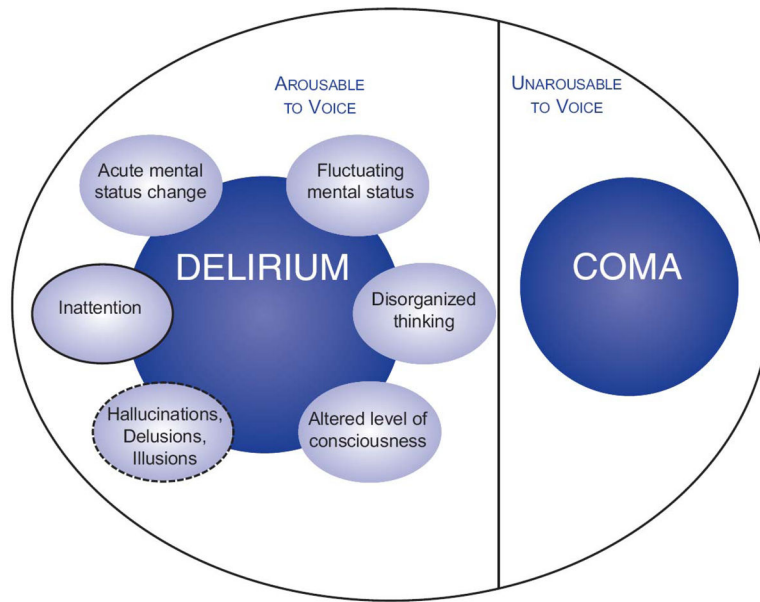 AROUSABLE
TO VOICE
UNAROUSABLE
TO VOICE
Acute mental
status change
Fluctuating
mental status
DELIRIUM
COMA
Inattention
Disorganized
thinking
Hallucinations,
Delusions,
Illusions
Altered level of
consciousness